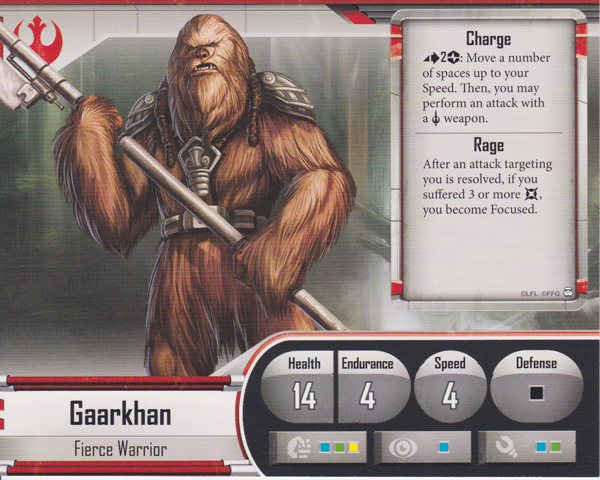 Charge
2: Move a number
of spaces up to your
Speed. Then, you may
perform an attack with
a weapon.
Rage
After an attack targeting
you is resolved, if you
suffered 3 or more ,
you become Focused.
©LFL ©FFG
Health
14
Endurance
4
Speed
4
Defense
Gaarkhan
Fierce Warrior